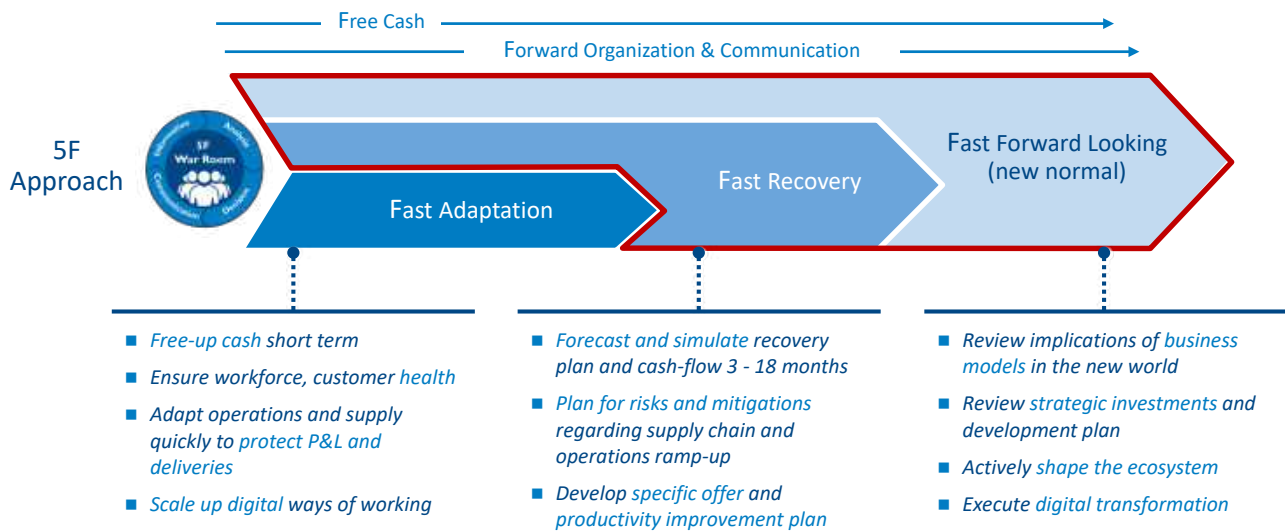 Free Cash
Forward Organization & Communication
5F
Approach
Information
Analysis
5F
War Room
Communication
Decision
Fast Adaptation
Fast Recovery
Fast Forward Looking
(new normal)
Free-up cash short term
Ensure workforce, customer health
Adapt operations and supply
quickly to protect P&L and
deliveries
Scale up digital ways of working
Forecast and simulate recovery
plan and cash-flow 3 - 18 months
Plan for risks and mitigations
regarding supply chain and
operations ramp-up
Develop specific offer and
productivity improvement plan
Review implications of business
models in the new world
Review strategic investments and
development plan
Actively shape the ecosystem
Execute digital transformation